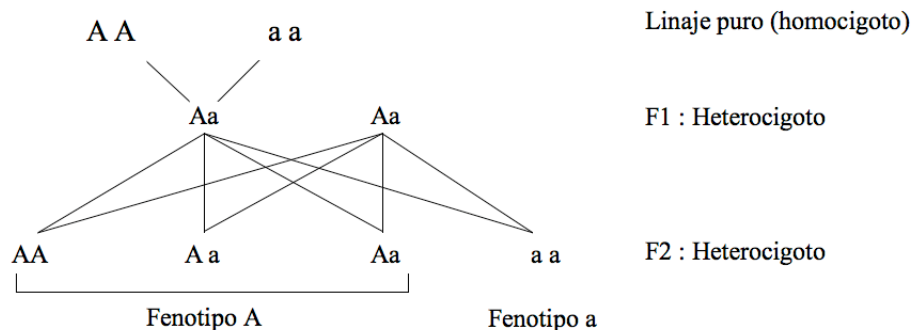 A A a a Linaje puro (homocigoto)
Aa Aa F1 : Heterocigoto
AA A a Aa a a F2 : Heterocigoto
Fenotipo A Fenotipo a